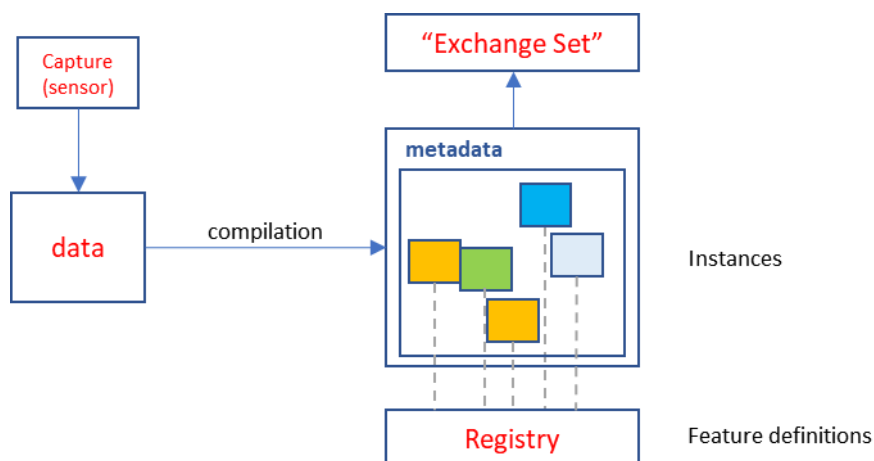 “Exchange Set”
Capture
(sensor)
metadata
data
compilation
Instances
Registry
Feature definitions